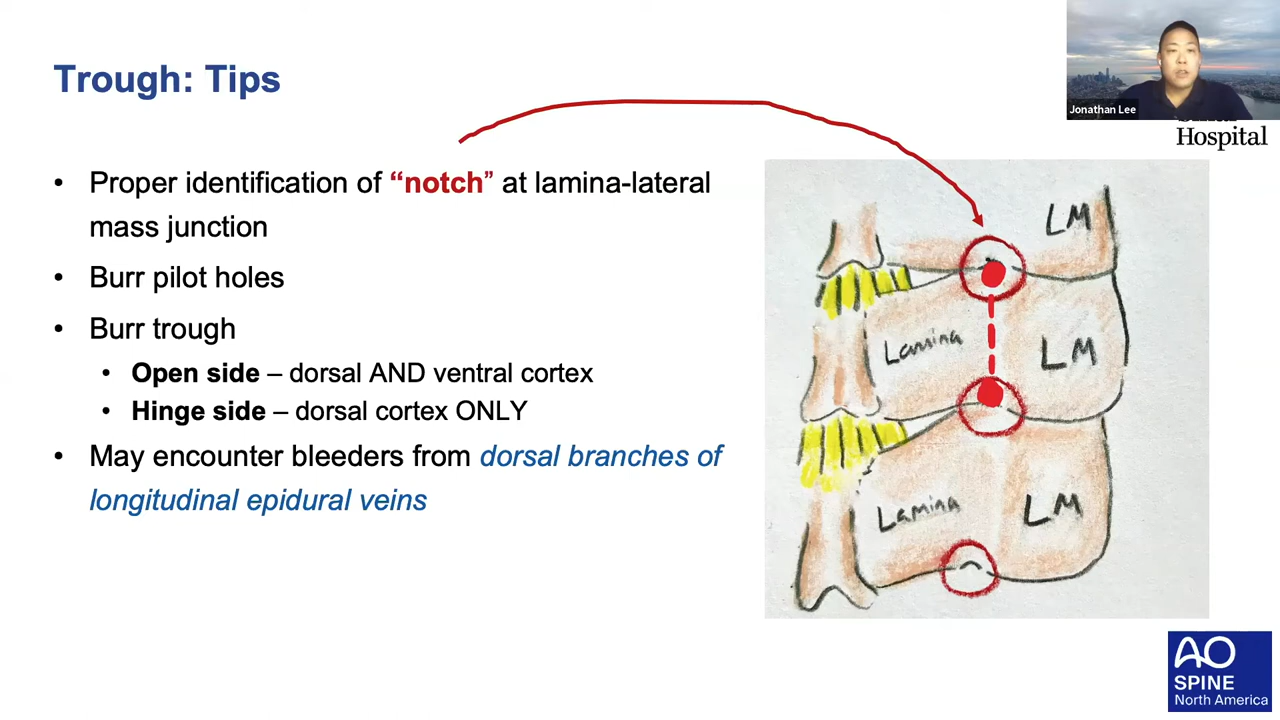 Trough: Tips
Jonathan Lee
Hospital
• Proper identification of “notch” at lamina-lateral
mass junction
• Burr pilot holes
• Burr trough
• Open side – dorsal AND ventral cortex
• Hinge side – dorsal cortex ONLY
• May encounter bleeders from dorsal branches of
longitudinal epidural veins
LM
Lamina
LM
Lamina
LM
AO
SPINE
North America